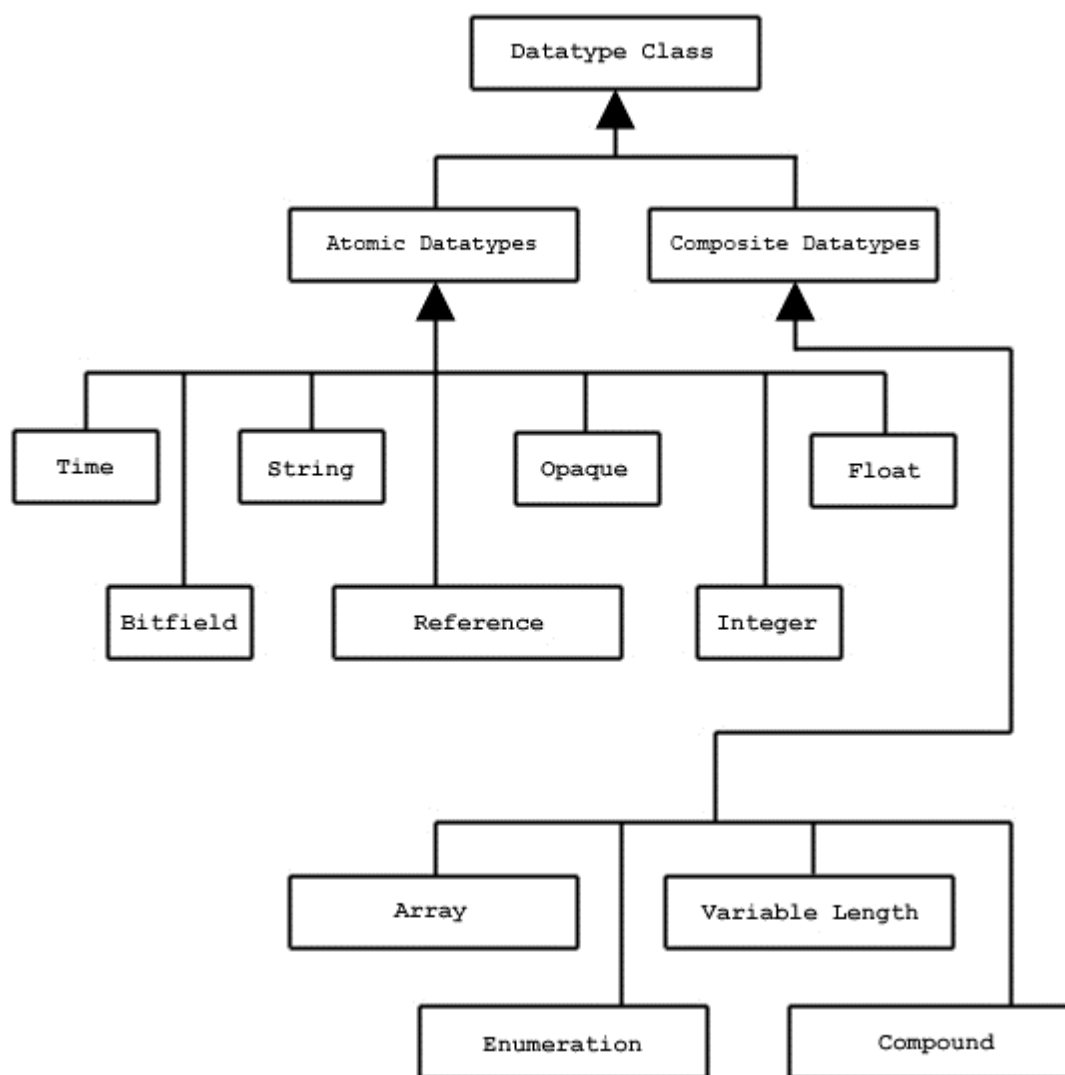 Datatype Class
Atomic Datatypes
Composite Datatypes
Time
String
Opaque
Float
Bitfield
Reference
Integer
Array
Variable Length
Enumeration
Compound